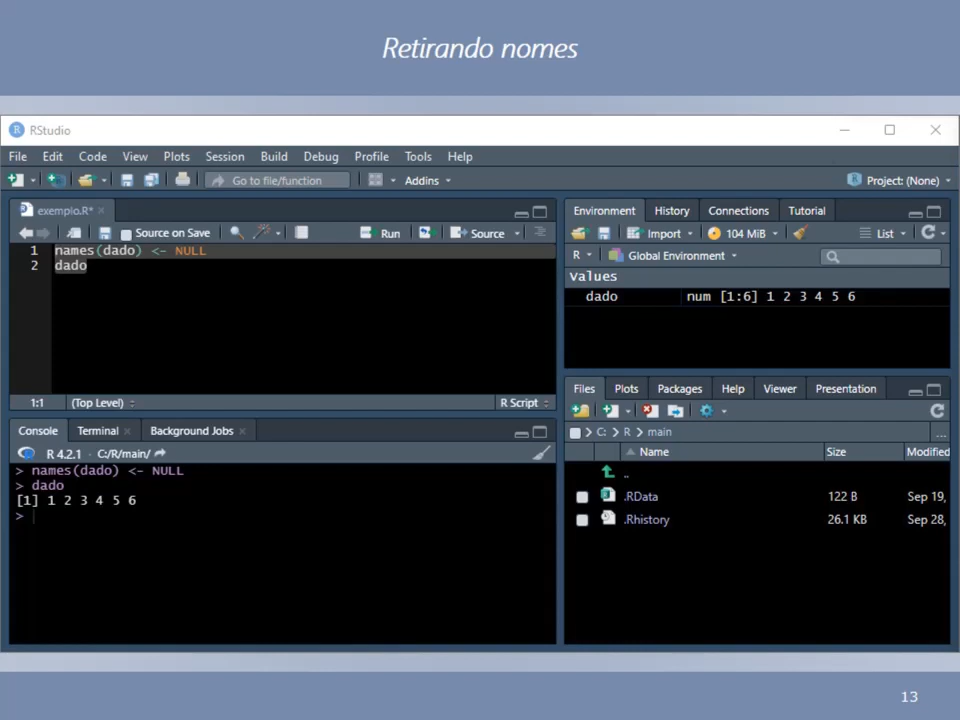 Retirando nomes
RStudio
File Edit Code View Plots Session Build Debug Profile Tools Help
Go to file/function Addins Project: (None)
exemplo.R*
Source on Save Run Source
1 names(dado) <- NULL
2 dado
1:1 (Top Level) R Script
Console Terminal Background Jobs
R 4.2.1 · C:/R/main/
> names(dado) <- NULL
> dado
[1] 1 2 3 4 5 6
>
Environment History Connections Tutorial
Import 104 MiB List
R Global Environment
Values
dado num [1:6] 1 2 3 4 5 6
Files Plots Packages Help Viewer Presentation
C: > R > main ...
Name Size Modified
..
.RData 122 B Sep 19,
.Rhistory 26.1 KB Sep 28,
13